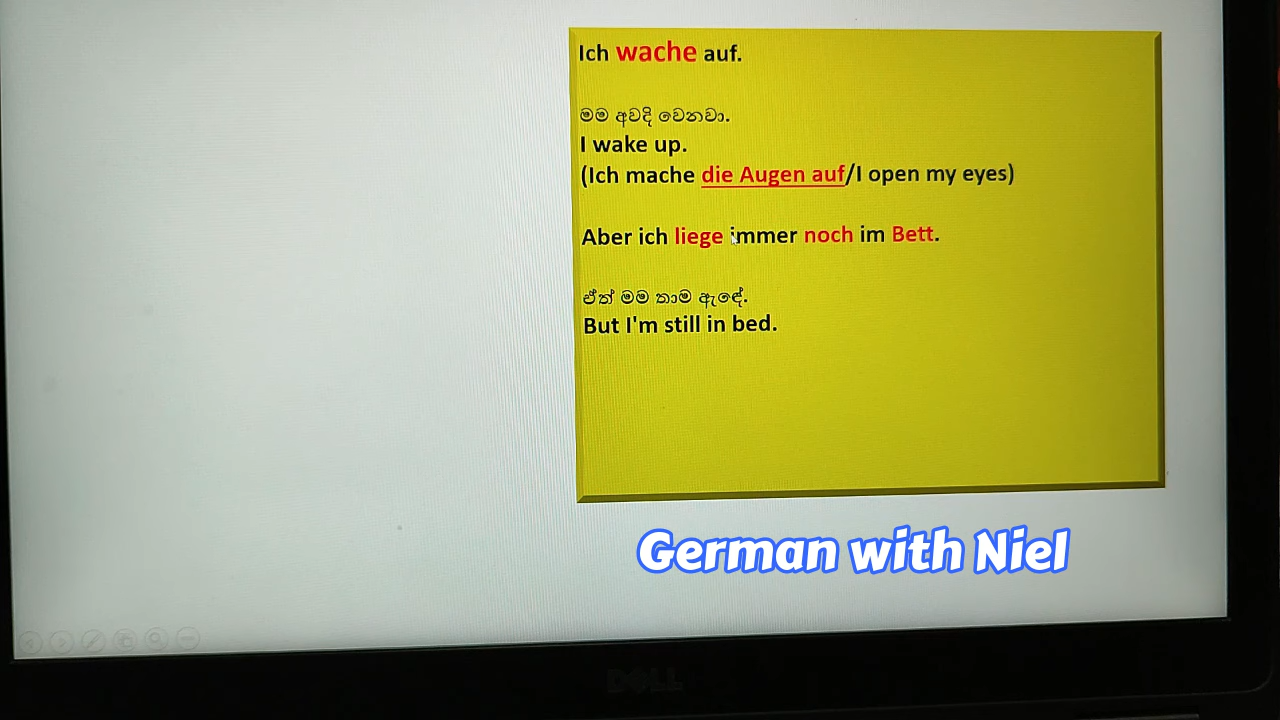 Ich wache auf.
මම අවදි වෙනවා.
I wake up.
(Ich mache die Augen auf/I open my eyes)
Aber ich liege immer noch im Bett.
ඒත් මම තාම ඇඳේ.
But I'm still in bed.
German with Niel
DELL